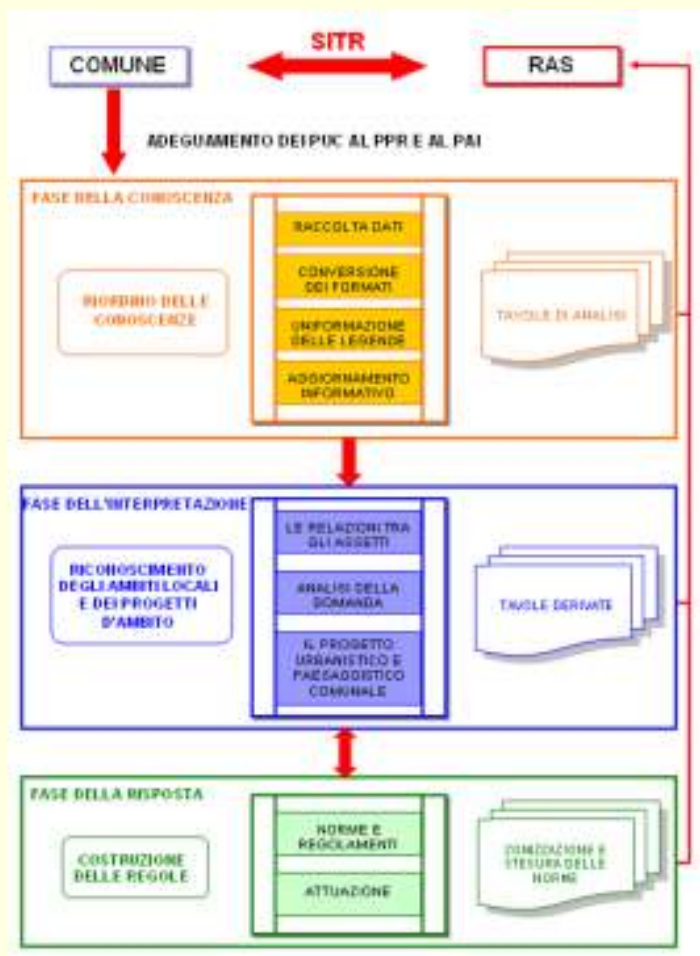 SITR
COMUNE
RAS
ADEGUAMENTO DEI PUC AL PPR E AL PAI
FASE DELLA CONOSCENZA
RIORDINO DELLE
CONOSCENZE
RACCOLTA DATI
CONVERSIONE
DEI FORMATI
UNIFORMAZIONE
DELLE LEGENDE
AGGIORNAMENTO
INFORMATIVO
TAVOLE DI ANALISI
FASE DELL'INTERPRETAZIONE
RICONOSCIMENTO
DEGLI AMBITI LOCALI
E DEI PROGETTI
D'AMBITO
LE RELAZIONI TRA
GLI ASSETTI
ANALISI DELLA
DOMANDA
IL PROGETTO
URBANISTICO E
PAESAGGISTICO
COMUNALE
TAVOLE DERIVATE
FASE DELLA RISPOSTA
COSTRUZIONE
DELLE REGOLE
NORME E
REGOLAMENTI
ATTUAZIONE
ZONIZZAZIONE E
STESURA DELLE
NORME